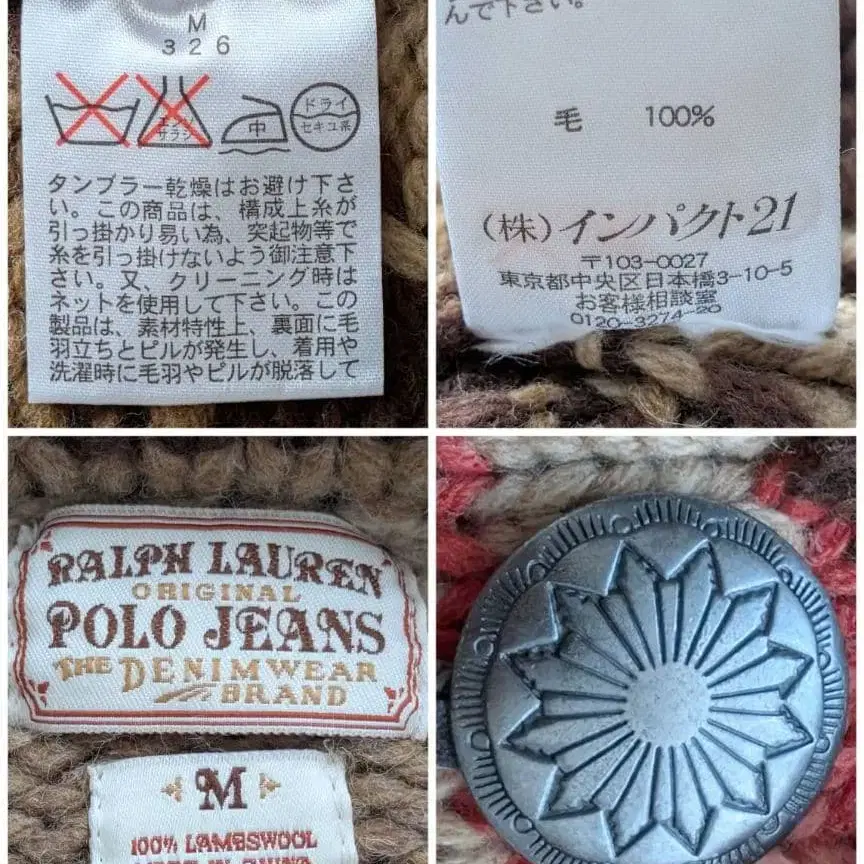 M
326
エンソ
サラシ
中
ドライ
セキユ系
タンブラー乾燥はお避け下さ
い。この商品は、構成上糸が
引っ掛かり易い為、突起物等で
糸を引っ掛けないよう御注意下
さい。又、クリーニング時は
ネットを使用して下さい。この
製品は、素材特性上、裏面に毛
羽立ちとピルが発生し、着用や
洗濯時に毛羽やピルが脱落して
んで下さい。
毛 100%
(株)インパクト21
〒103-0027
東京都中央区日本橋3-10-5
お客様相談室
0120-3274-20
RALPH LAUREN
ORIGINAL
POLO JEANS
THE DENIMWEAR
BRAND
M
100% LAMBSWOOL
MADE IN CHINA